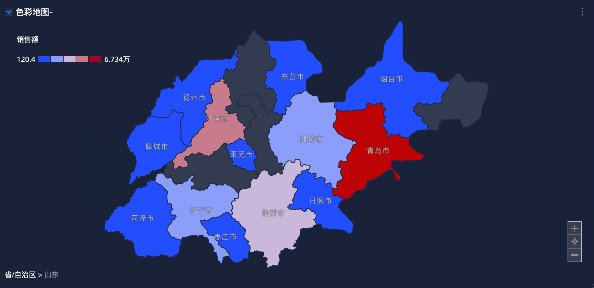 色彩地图-
销售额
120.4 6.734万
烟台市
东营市
德州市
聊城市
潍坊市
青岛市
莱芜市
日照市
济宁市
临沂市
菏泽市
枣庄市
省/自治区 > 山东